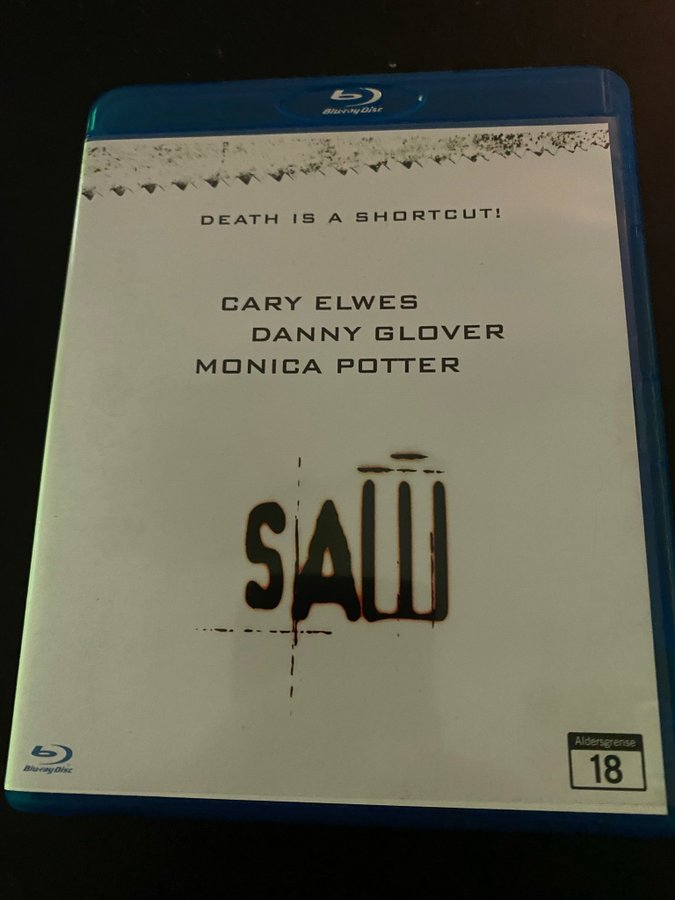 Blu-ray Disc
DEATH IS A SHORTCUT!
CARY ELWES
DANNY GLOVER
MONICA POTTER
SAW
Blu-ray Disc
Aldersgrense
18